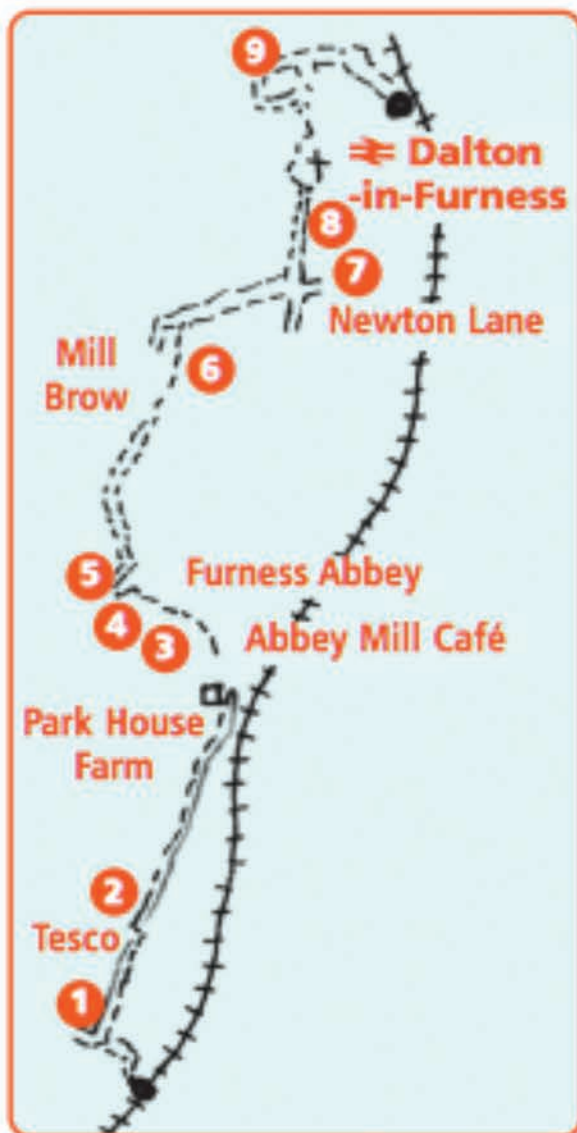 9
Dalton
-in-Furness
8
7
Newton Lane
Mill
Brow
6
5
Furness Abbey
4
3
Abbey Mill Café
Park House
Farm
2
Tesco
1